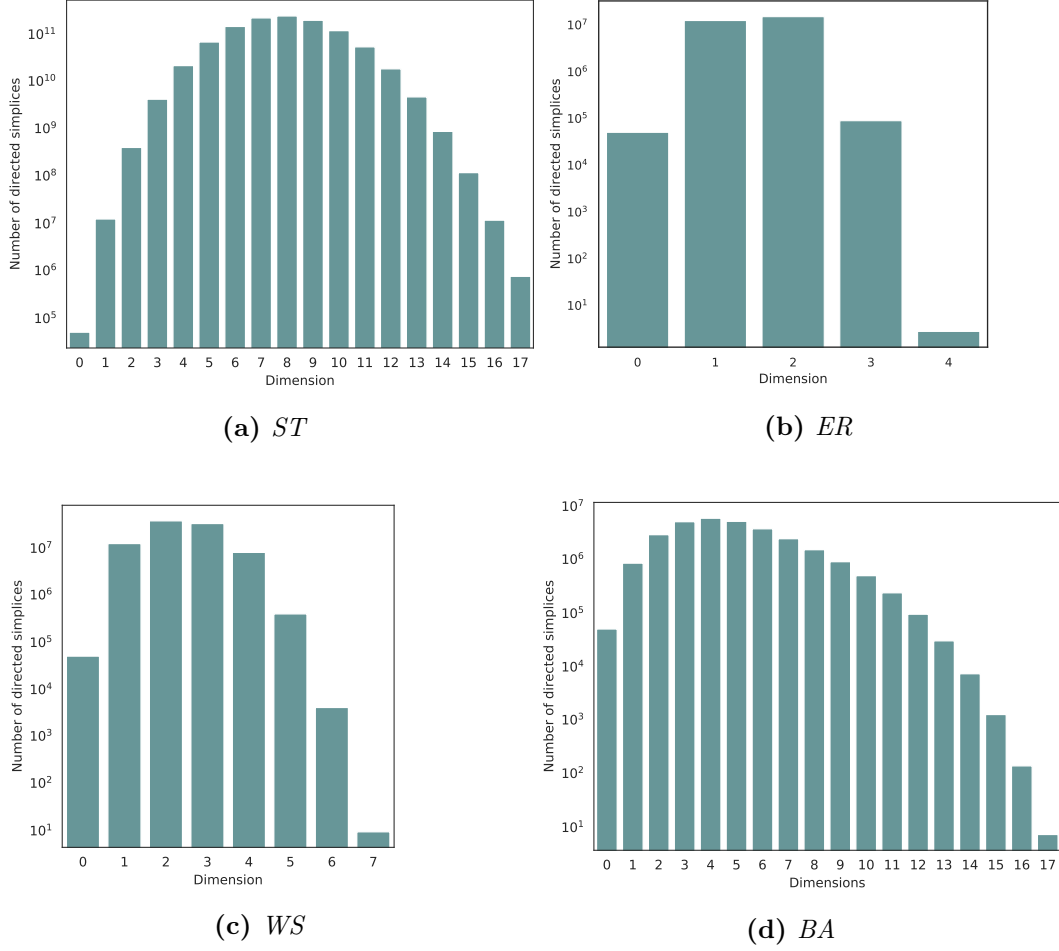 Number of directed simplices
10^11
10^10
10^9
10^8
10^7
10^6
10^5
0 1 2 3 4 5 6 7 8 9 10 11 12 13 14 15 16 17
Dimension
(a) ST
Number of directed simplices
10^7
10^6
10^5
10^4
10^3
10^2
10^1
0 1 2 3 4
Dimension
(b) ER
Number of directed simplices
10^7
10^6
10^5
10^4
10^3
10^2
10^1
0 1 2 3 4 5 6 7
Dimension
(c) WS
Number of directed simplices
10^7
10^6
10^5
10^4
10^3
10^2
10^1
0 1 2 3 4 5 6 7 8 9 10 11 12 13 14 15 16 17
Dimensions
(d) BA